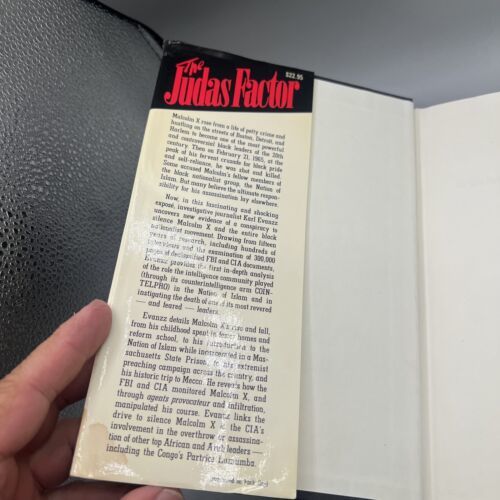 The
Judas Factor
$22.95
Malcolm X rose from a life of petty crime and
hustling on the streets of Boston, Detroit, and
Harlem to become one of the most powerful
and controversial black leaders of the 20th
century. Then on February 21, 1965, at the
peak of his fervent crusade for black pride
and self-reliance, he was shot and killed.
Some accused Malcolm's fellow members of
the black nationalist group, the Nation of
Islam. But many believe the ultimate respon-
sibility for his assassination lay elsewhere.
Now, in this fascinating and shocking
exposé, investigative journalist Karl Evanzz
uncovers new evidence of a conspiracy to
silence Malcolm X and the entire black
nationalist movement. Drawing from fifteen
years of research, including hundreds of
interviews and the examination of 300,000
pages of declassified FBI and CIA documents,
Evanzz provides the first in-depth analysis
of the role the intelligence community played
(through its counterintelligence arm COIN-
TELPRO) in the Nation of Islam and in
instigating the death of one of its most revered
— and feared — leaders.
Evanzz details Malcolm X's rise and fall,
from his childhood spent in foster homes and
reform school, to his introduction to the
Nation of Islam while incarcerated in a Mas-
sachusetts State Prison, to his extremist
preaching campaign across the country, and
his historic trip to Mecca. He reveals how the
FBI and CIA monitored Malcolm X, and
through agents provocateur and infiltration,
manipulated his course. Evanzz links the
drive to silence Malcolm X to the CIA's
involvement in the overthrow or assassina-
tion of other top African and Arab leaders —
including the Congo's Partrice Lumumba.
(continued on back flap)